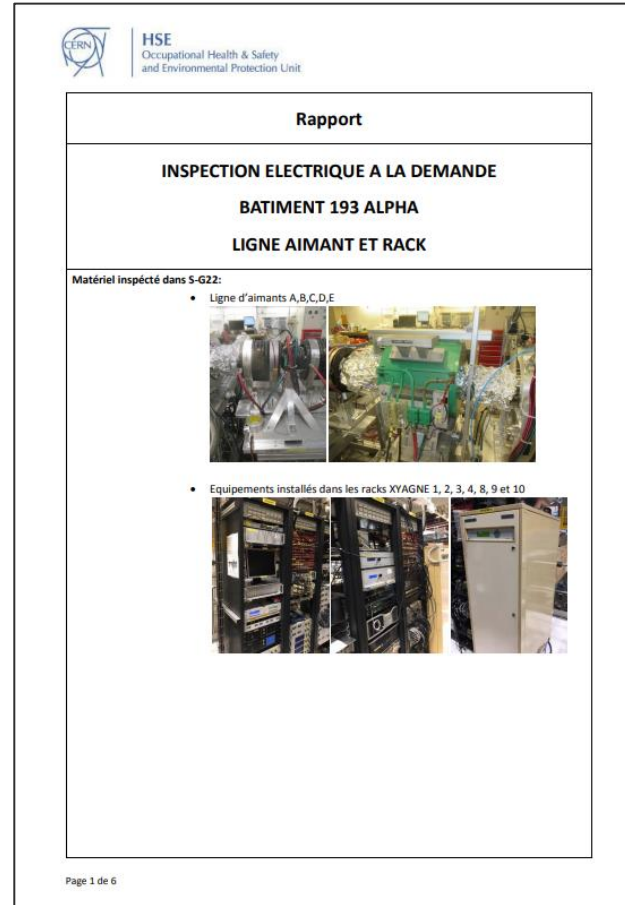 CERN
HSE
Occupational Health & Safety
and Environmental Protection Unit
Rapport
INSPECTION ELECTRIQUE A LA DEMANDE
BATIMENT 193 ALPHA
LIGNE AIMANT ET RACK
Matériel inspécté dans S-G22:
• Ligne d'aimants A,B,C,D,E
• Equipements installés dans les racks XYAGNE 1, 2, 3, 4, 8, 9 et 10
Page 1 de 6